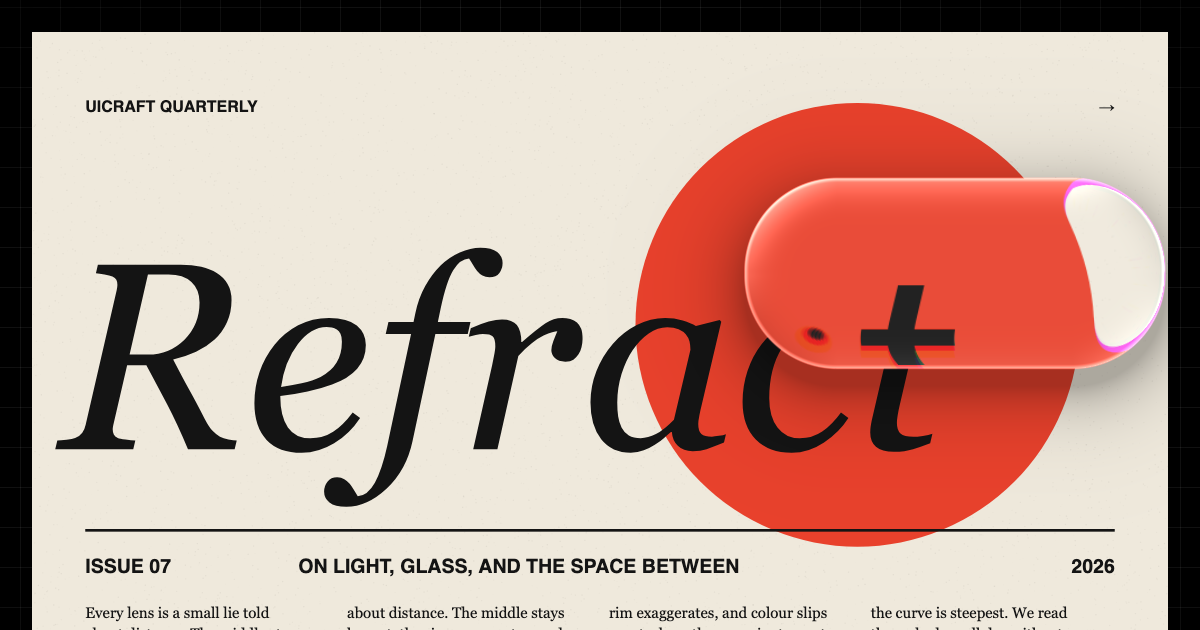 UICRAFT QUARTERLY →
Refract
ISSUE 07 ON LIGHT, GLASS, AND THE SPACE BETWEEN 2026
Every lens is a small lie told about distance. The middle stays rim exaggerates, and colour slips the curve is steepest. We read